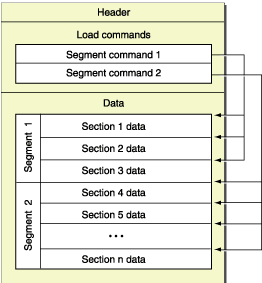 Header
Load commands
Segment command 1
Segment command 2
Data
Segment 1
Section 1 data
Section 2 data
Section 3 data
Segment 2
Section 4 data
Section 5 data
•••
Section n data